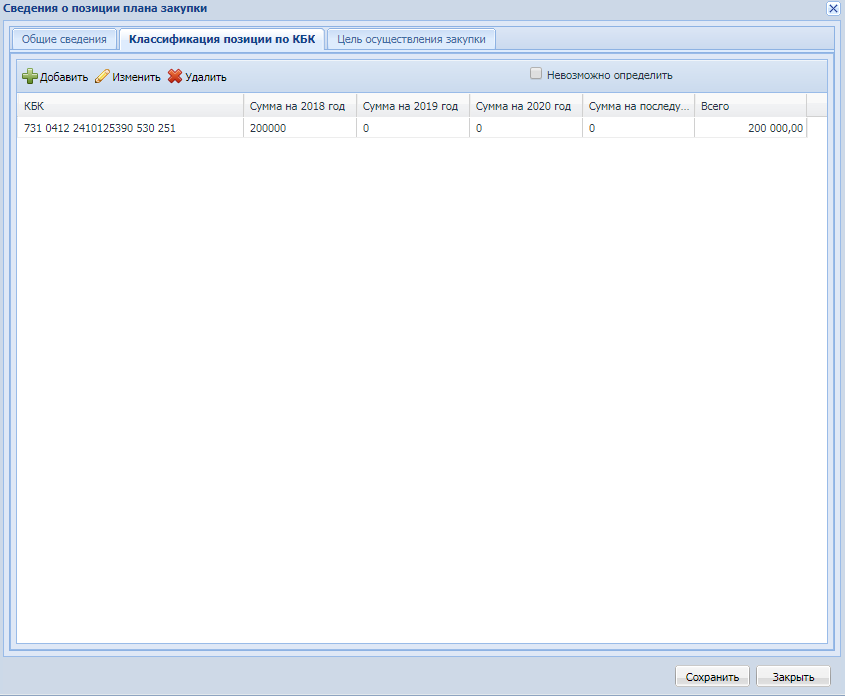 Сведения о позиции плана закупки
Общие сведения Классификация позиции по КБК Цель осуществления закупки
Добавить Изменить Удалить Невозможно определить
КБК Сумма на 2018 год Сумма на 2019 год Сумма на 2020 год Сумма на последу... Всего
731 0412 2410125390 530 251 200000 0 0 0 200 000,00
Сохранить Закрыть